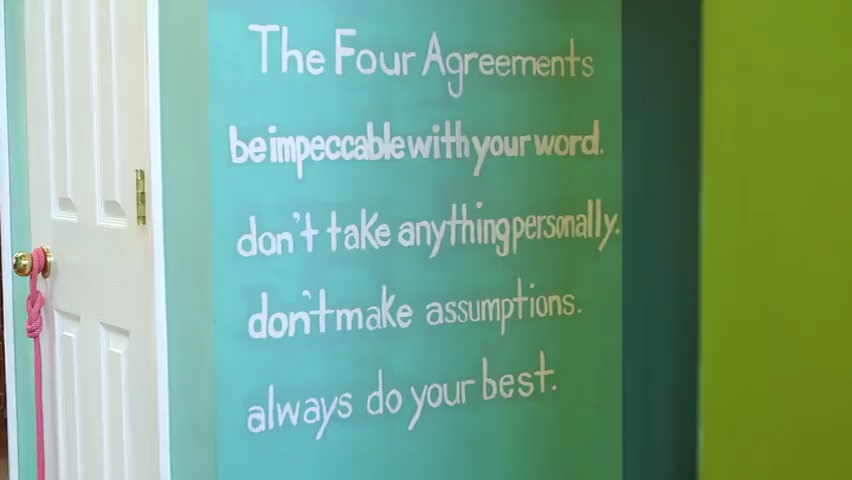 The Four Agreements
be impeccable with your word.
don't take anything personally.
don't make assumptions.
always do your best.